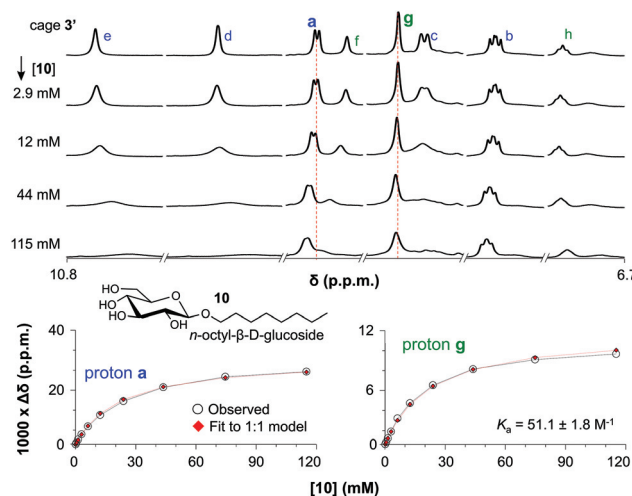 cage 3'
e
d
a
f
g
c
b
h
[10]
2.9 mM
12 mM
44 mM
115 mM
10.8
δ (p.p.m.)
6.7
10
HO
O
HO
HO
OH
O
n-octyl-β-D-glucoside
1000 x Δδ (p.p.m.)
40
20
0
proton a
Observed
Fit to 1:1 model
0 30 60 90 120
12
6
0
proton g
Ka = 51.1 ± 1.8 M-1
0 30 60 90 120
[10] (mM)